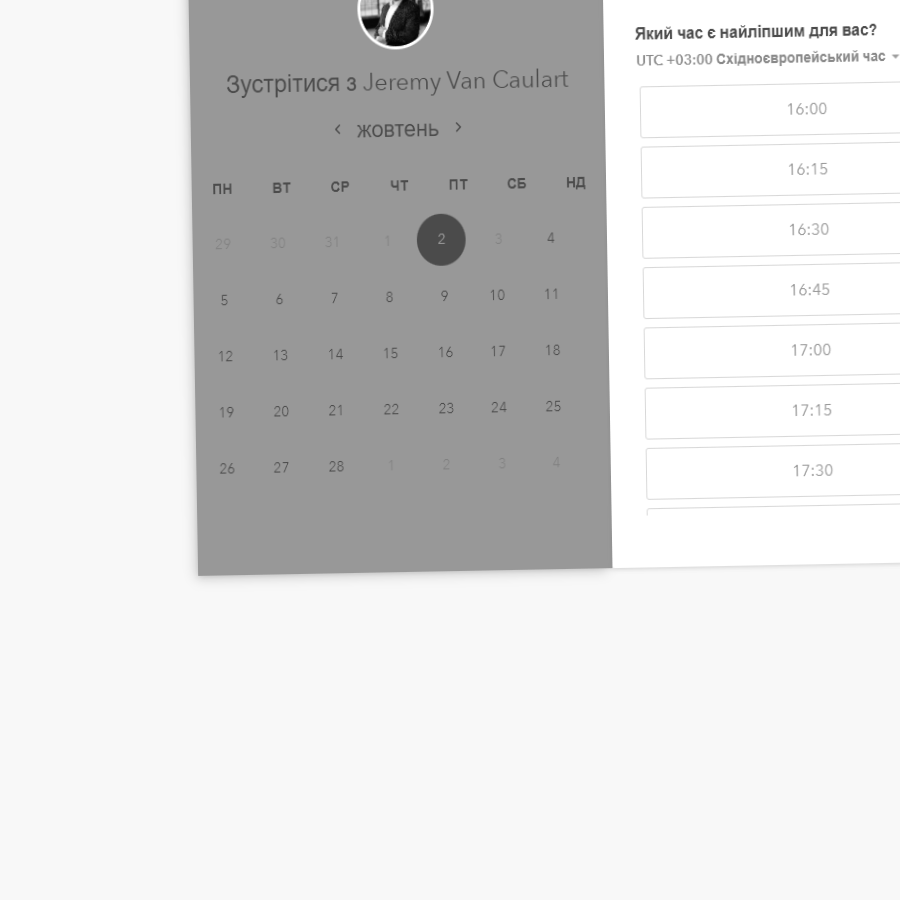 Зустрітися з Jeremy Van Caulart
‹ жовтень ›
ПН ВТ СР ЧТ ПТ СБ НД
29 30 31 1 2 3 4
5 6 7 8 9 10 11
12 13 14 15 16 17 18
19 20 21 22 23 24 25
26 27 28 1 2 3 4
Який час є найліпшим для вас?
UTC +03:00 Східноєвропейський час
16:00
16:15
16:30
16:45
17:00
17:15
17:30